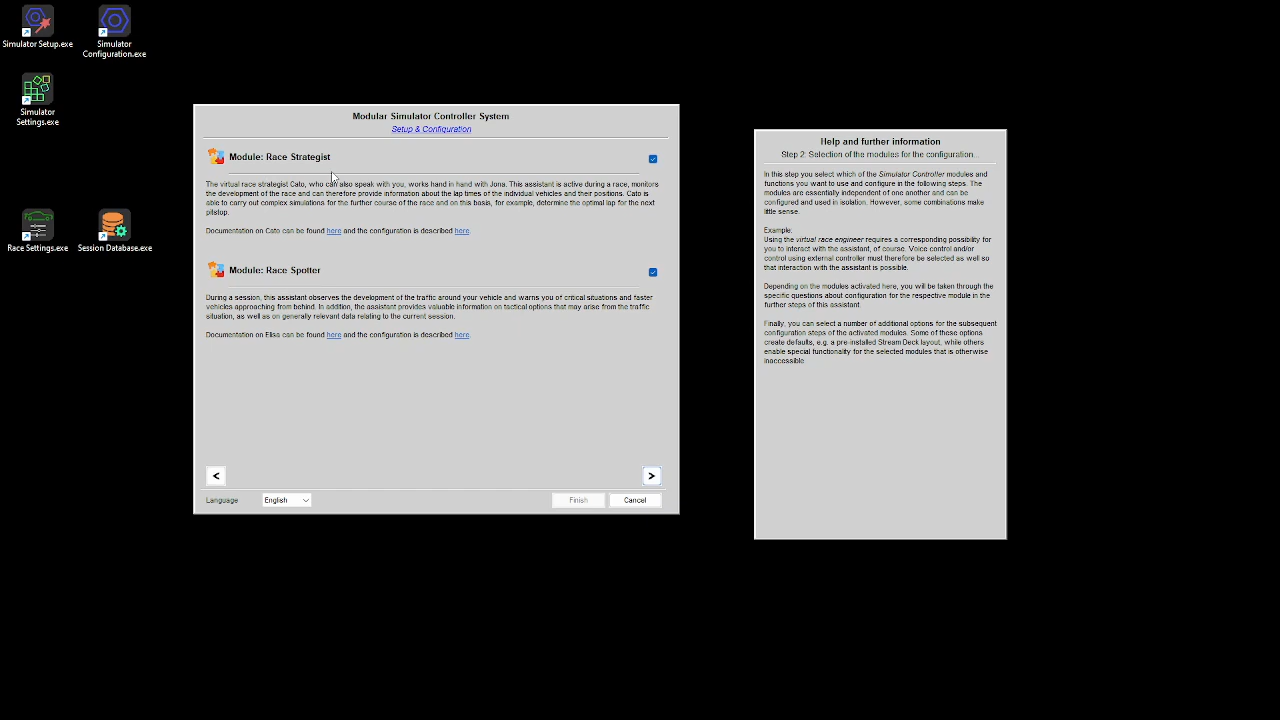 Simulator Setup.exe
Simulator
Configuration.exe
Simulator
Settings.exe
Race Settings.exe
Session Database.exe
Modular Simulator Controller System
Setup & Configuration
Module: Race Strategist
The virtual race strategist Cato, who can also speak with you, works hand in hand with Jona. This assistant is active during a race, monitors
the development of the race and can therefore provide information about the lap times of the individual vehicles and their positions. Cato is
able to carry out complex simulations for the further course of the race and on this basis, for example, determine the optimal lap for the next
pitstop.
Documentation on Cato can be found here and the configuration is described here.
Module: Race Spotter
During a session, this assistant observes the development of the traffic around your vehicle and warns you of critical situations and faster
vehicles approaching from behind. In addition, the assistant provides valuable information on tactical options that may arise from the traffic
situation, as well as on generally relevant data relating to the current session.
Documentation on Elisa can be found here and the configuration is described here.
<
>
Language
English
Finish
Cancel
Help and further information
Step 2: Selection of the modules for the configuration...
In this step you select which of the Simulator Controller modules and
functions you want to use and configure in the following steps. The
modules are essentially independent of one another and can be
configured and used in isolation. However, some combinations make
little sense.
Example:
Using the virtual race engineer requires a corresponding possibility for
you to interact with the assistant, of course. Voice control and/or
control using external controller must therefore be selected as well so
that interaction with the assistant is possible.
Depending on the modules activated here, you will be taken through the
specific questions about configuration for the respective module in the
further steps of this assistant.
Finally, you can select a number of additional options for the subsequent
configuration steps of the activated modules. Some of these options
create defaults, e.g. a pre-installed Stream Deck layout, while others
enable special functionality for the selected modules that is otherwise
inaccessible